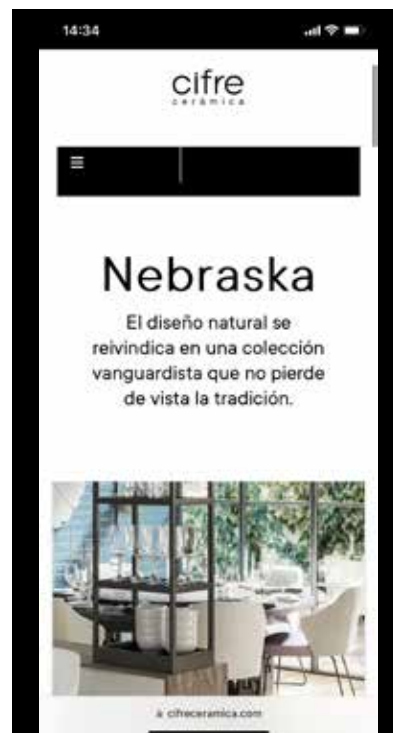 14:34
cifre
cerámica
Nebraska
El diseño natural se
reivindica en una colección
vanguardista que no pierde
de vista la tradición.
cifreceramica.com